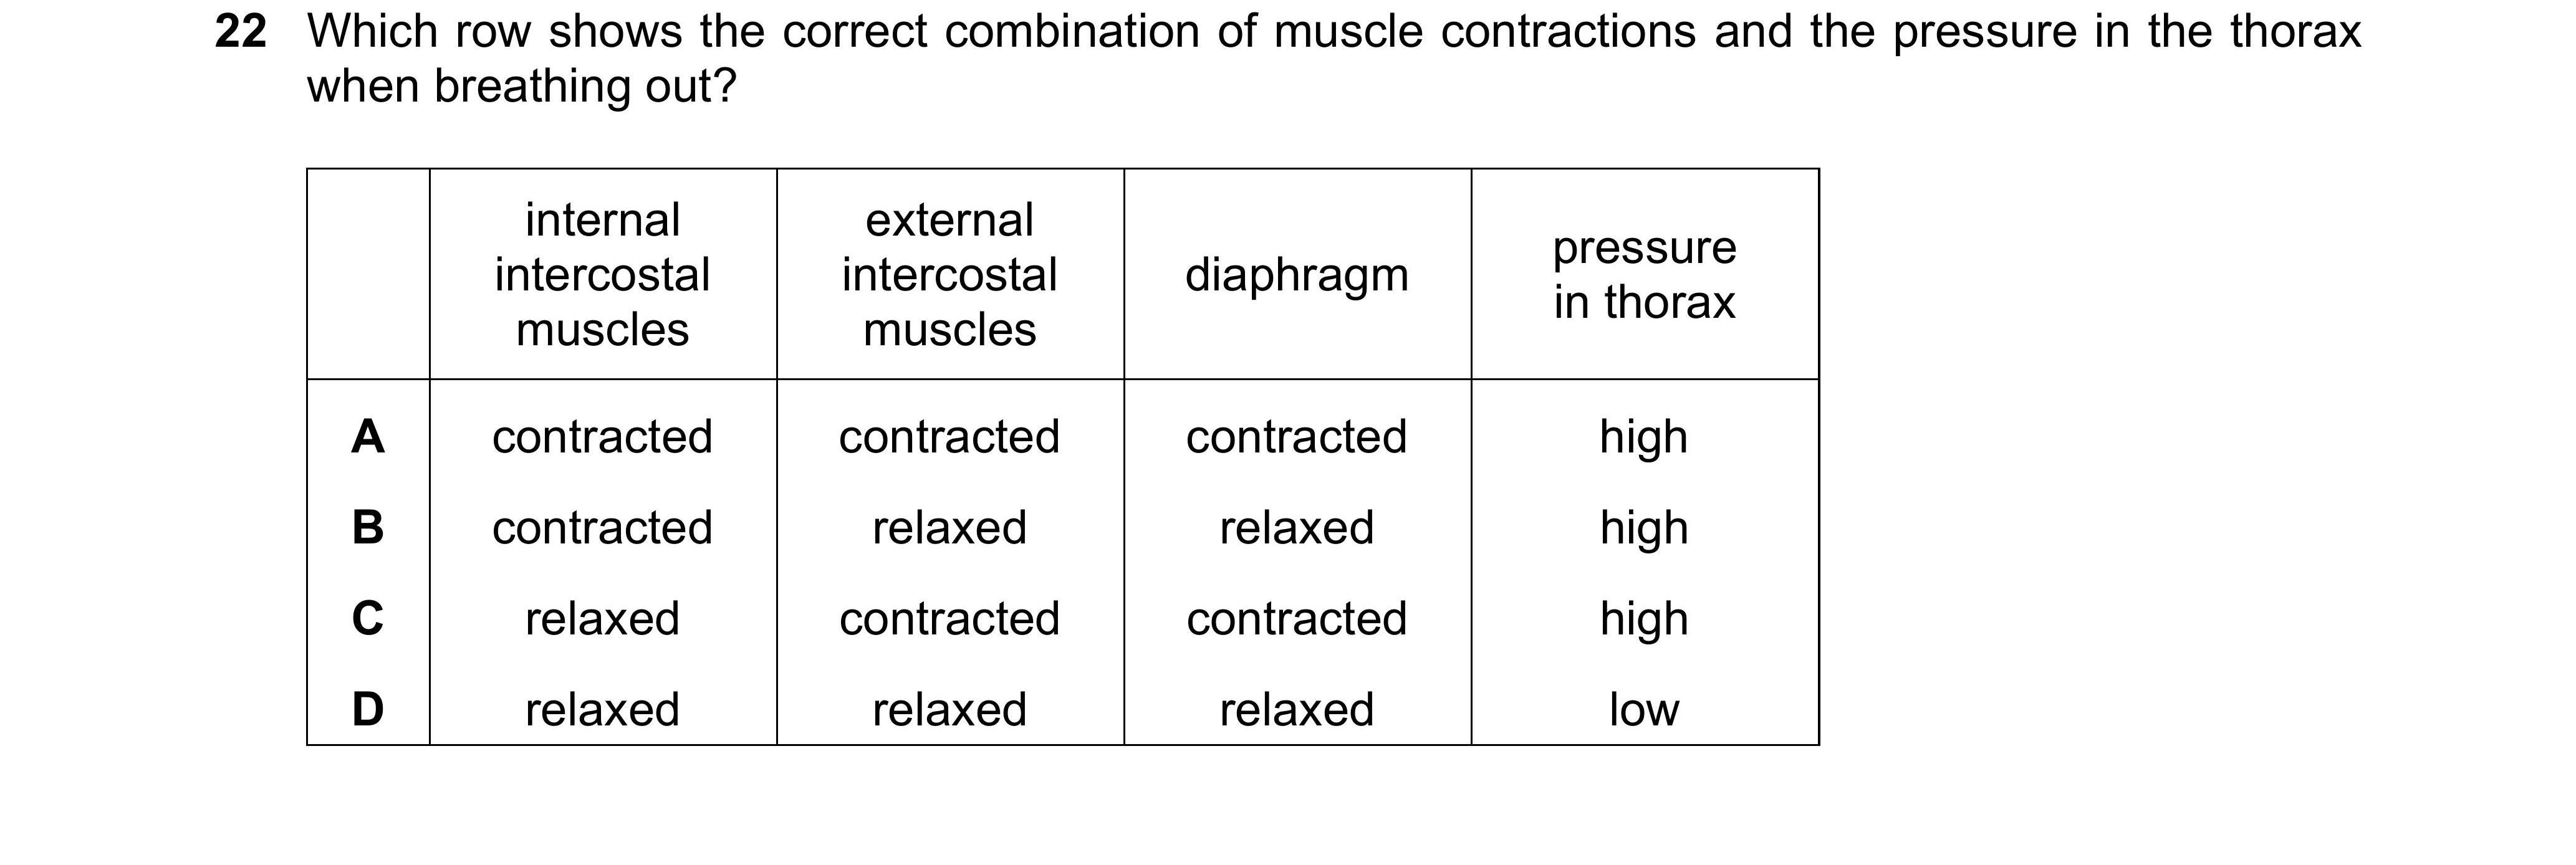 22 Which row shows the correct combination of muscle contractions and the pressure in the thorax
when breathing out?
internal
intercostal
muscles
external
intercostal
muscles
diaphragm
pressure
in thorax
A contracted contracted contracted high
B contracted relaxed relaxed high
C relaxed contracted contracted high
D relaxed relaxed relaxed low